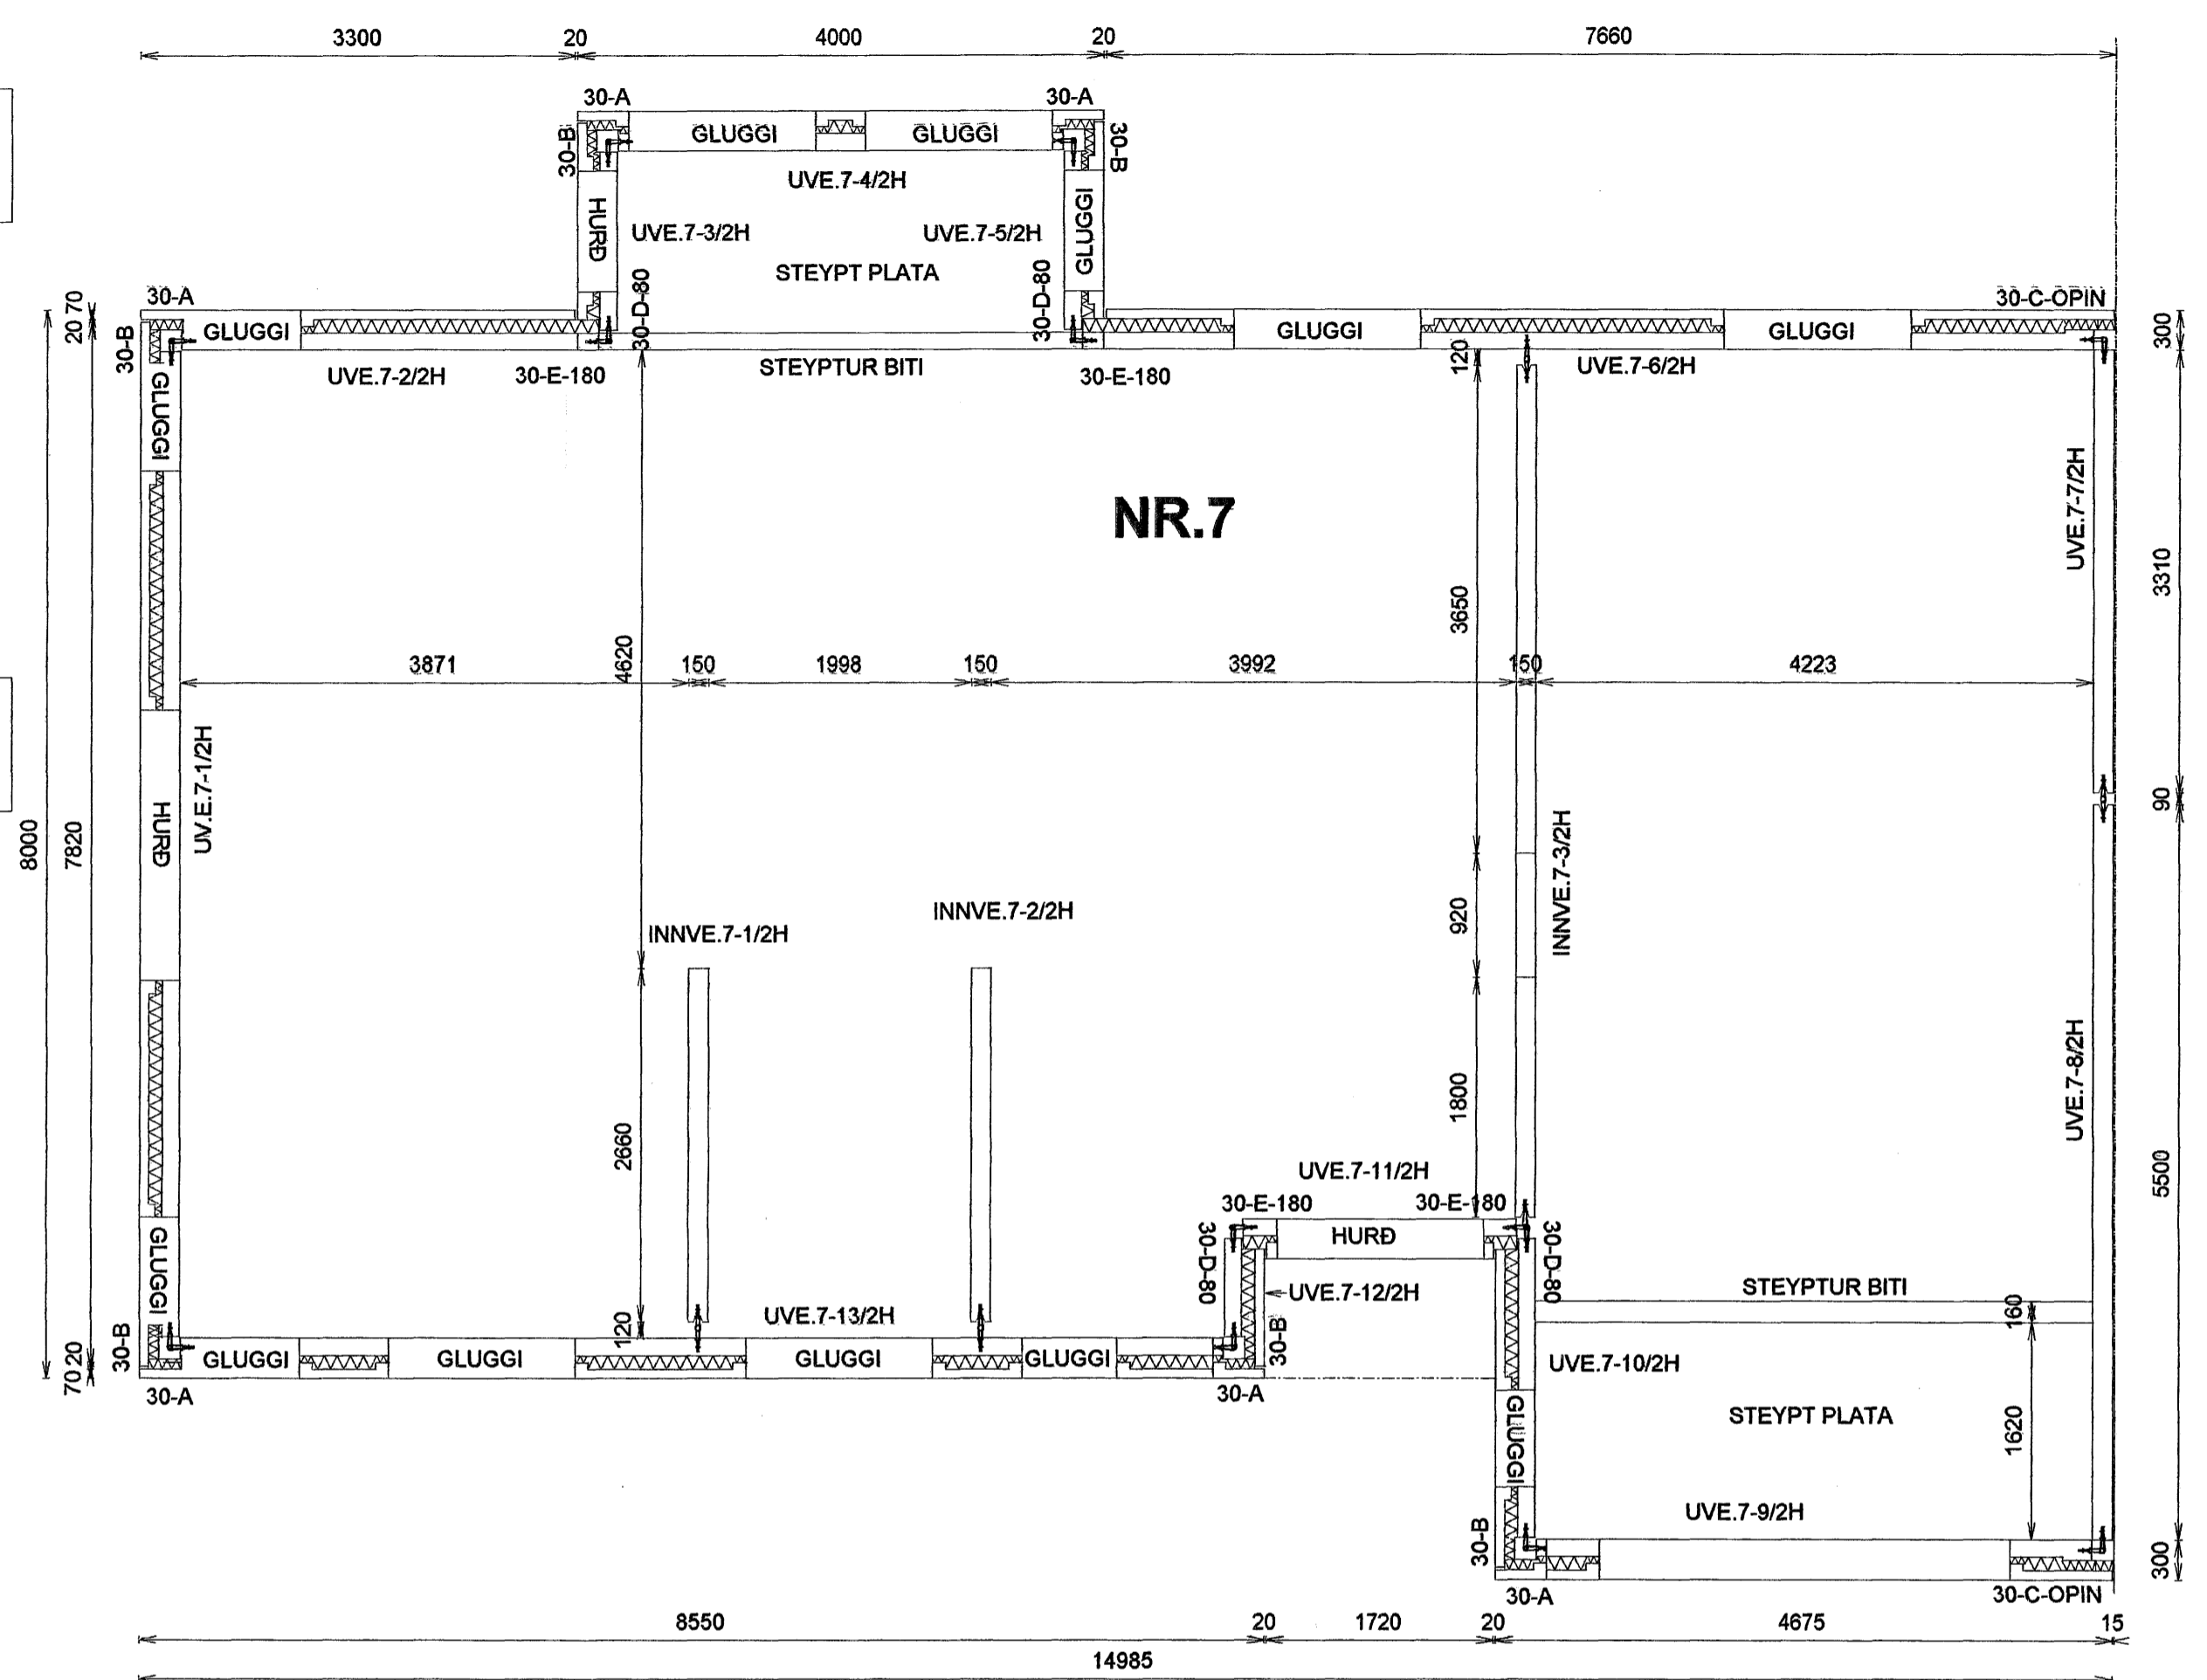 3300 20 4000 20 7660
30-A 30-A
30-B GLUGGI GLUGGI 30-B
UVE.7-4/2H
HURÐ UVE.7-3/2H UVE.7-5/2H GLUGGI
STEYPT PLATA
30-D-80 30-D-80
70 30-A 30-C-OPIN
20 30-B GLUGGI GLUGGI GLUGGI 300
STEYPTUR BITI 120 UVE.7-6/2H
UVE.7-2/2H 30-E-180 30-E-180
GLUGGI
NR.7
UVE.7-7/2H
3310
3650
3871 4620 150 1998 150 3992 150 4223
UV.E.7-1/2H
90
8000 7820 HURÐ
INNVE.7-3/2H
INNVE.7-1/2H INNVE.7-2/2H 920
UVE.7-8/2H
1800
2660
5500
UVE.7-11/2H
30-E-180 30-E-180
GLUGGI 30-D-80 HURÐ 30-D-80
UVE.7-12/2H STEYPTUR BITI
120 UVE.7-13/2H 160
30-B 30-B
20 GLUGGI GLUGGI GLUGGI GLUGGI UVE.7-10/2H
70 30-A 30-A
GLUGGI STEYPT PLATA 1620
UVE.7-9/2H
30-B
300
30-A 30-C-OPIN
8550 20 1720 20 4675 15
14985